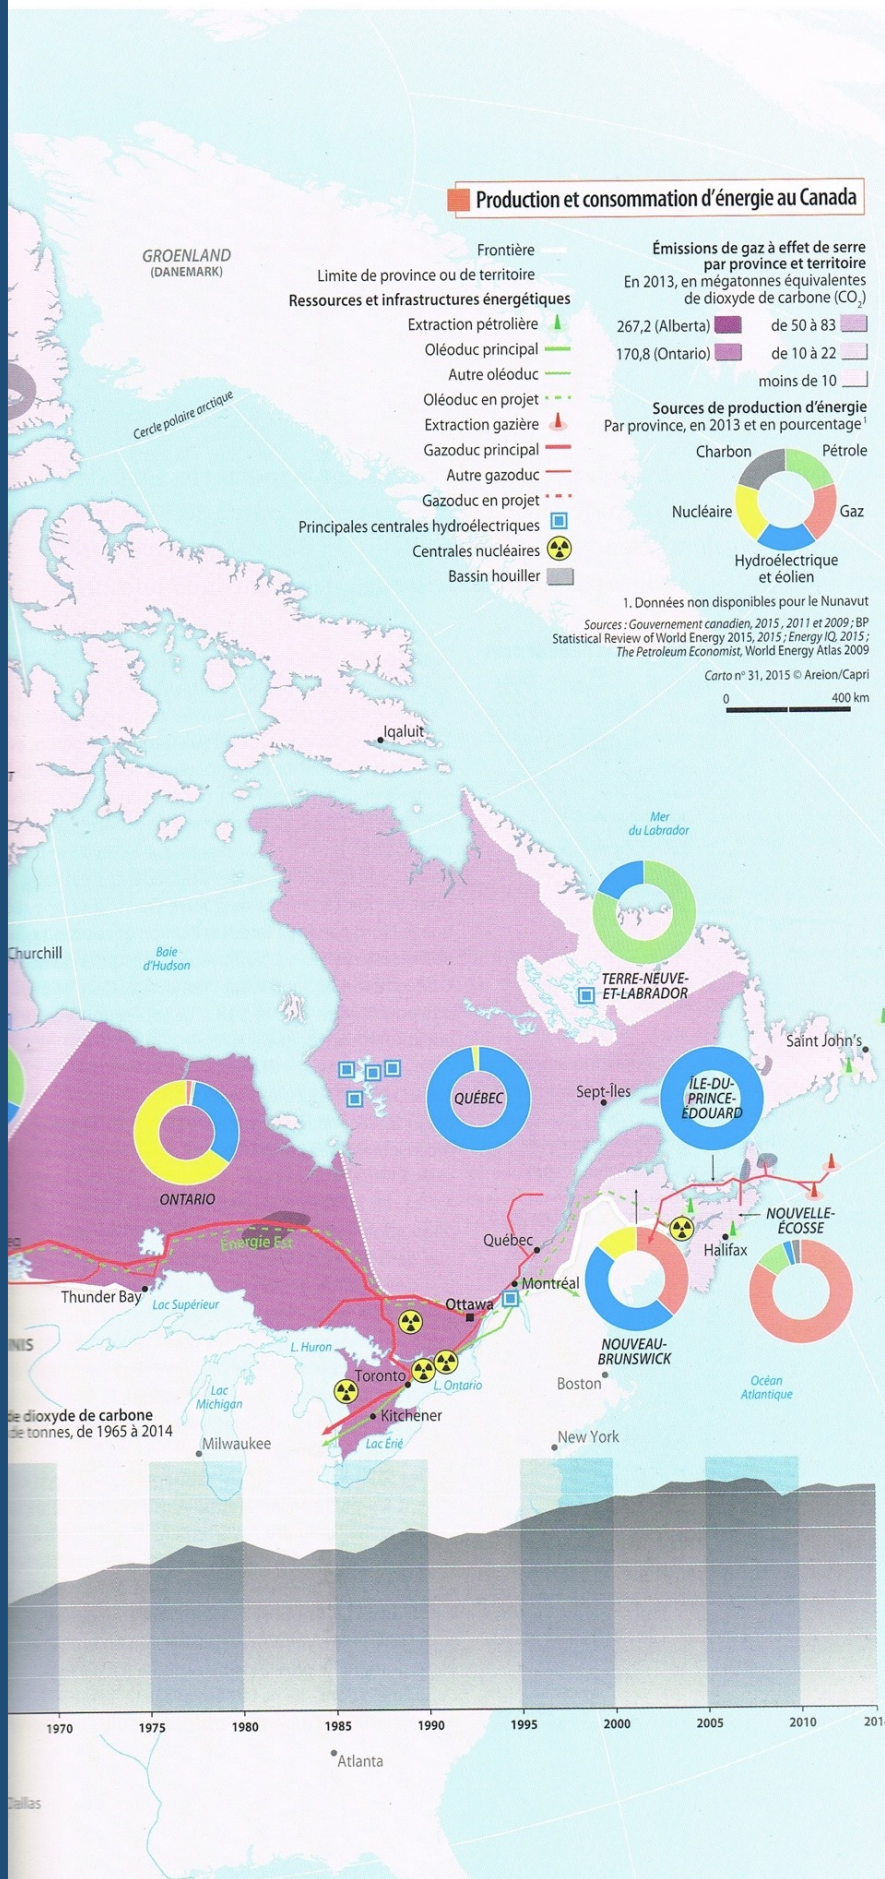 Production et consommation d'énergie au Canada
GROENLAND
(DANEMARK)
Cercle polaire arctique
Frontière
Limite de province ou de territoire
Ressources et infrastructures énergétiques
Extraction pétrolière
Oléoduc principal
Autre oléoduc
Oléoduc en projet
Extraction gazière
Gazoduc principal
Autre gazoduc
Gazoduc en projet
Principales centrales hydroélectriques
Centrales nucléaires
Bassin houiller
Émissions de gaz à effet de serre
par province et territoire
En 2013, en mégatonnes équivalentes
de dioxyde de carbone (CO₂)
267,2 (Alberta)
de 50 à 83
170,8 (Ontario)
de 10 à 22
moins de 10
Sources de production d'énergie
Par province, en 2013 et en pourcentage¹
Charbon
Pétrole
Nucléaire
Gaz
Hydroélectrique
et éolien
1. Données non disponibles pour le Nunavut
Sources : Gouvernement canadien, 2015, 2011 et 2009 ; BP
Statistical Review of World Energy 2015, 2015 ; Energy IQ, 2015 ;
The Petroleum Economist, World Energy Atlas 2009
Carto nº 31, 2015 © Areion/Capri
0
400 km
Iqaluit
Mer
du Labrador
Churchill
Baie
d'Hudson
TERRE-NEUVE-
ET-LABRADOR
Saint John's
QUÉBEC
Sept-Îles
ÎLE-DU-
PRINCE-
ÉDOUARD
ONTARIO
NOUVELLE-
ÉCOSSE
Énergie Est
Québec
Halifax
Thunder Bay
Lac Supérieur
Montréal
Ottawa
NIS
L. Huron
NOUVEAU-
BRUNSWICK
Toronto
L. Ontario
Boston
Océan
Atlantique
Lac
Michigan
Kitchener
de dioxyde de carbone
de tonnes, de 1965 à 2014
Milwaukee
Lac Érié
New York
1970
1975
1980
1985
1990
1995
2000
2005
2010
201
Atlanta
Dallas